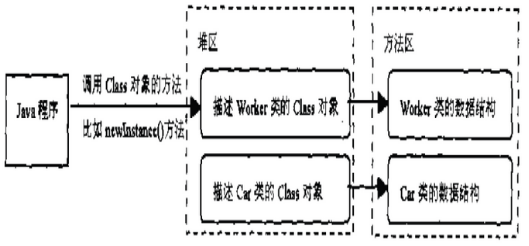 堆区
方法区
调用 Class 对象的方法
Java 程序
比如 newInstance()方法
描述 Worker 类的 Class 对象
Worker 类的数据结构
描述 Car 类的 Class 对象
Car 类的数据结构